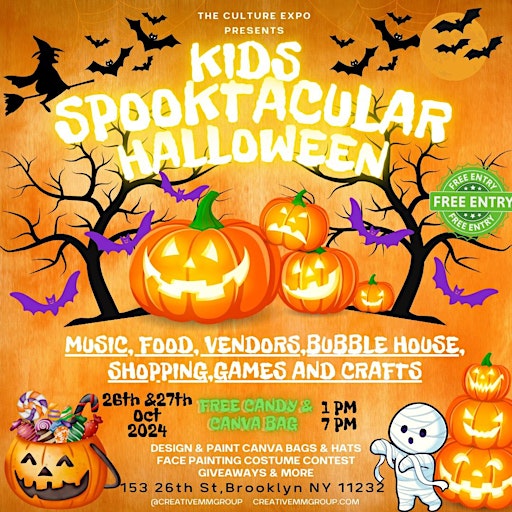 THE CULTURE EXPO
PRESENTS
KIDS
SPOOKTACULAR
HALLOWEEN
FREE ENTRY
FREE ENTRY
FREE ENTRY
MUSIC, FOOD, VENDORS,BUBBLE HOUSE,
SHOPPING,GAMES AND CRAFTS
26th &27th
Oct
2024
FREE CANDY &
CANVA BAG
1 PM
7 PM
DESIGN & PAINT CANVA BAGS & HATS
FACE PAINTING COSTUME CONTEST
GIVEAWAYS & MORE
153 26th St,Brooklyn NY 11232
@CREATIVEMMGROUP CREATIVEMMGROUP.COM